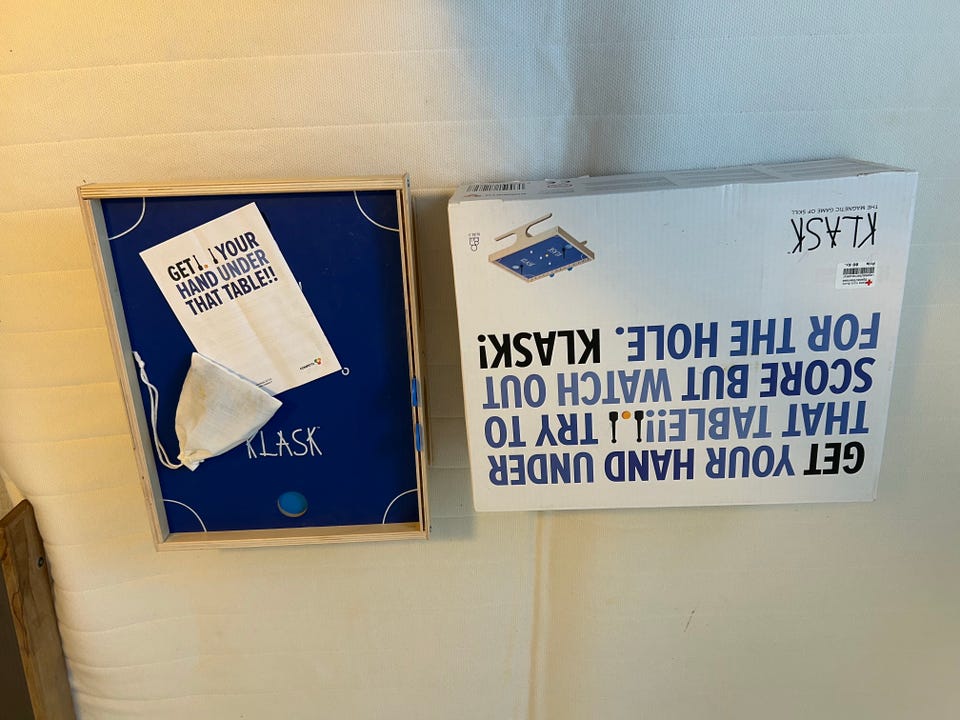 GET YOUR
HAND UNDER
THAT TABLE!!
KLASK
KLASK
THE MAGNETIC GAME OF SKILL
GET YOUR HAND UNDER
THAT TABLE!!! TRY TO
SCORE BUT WATCH OUT
FOR THE HOLE. KLASK!